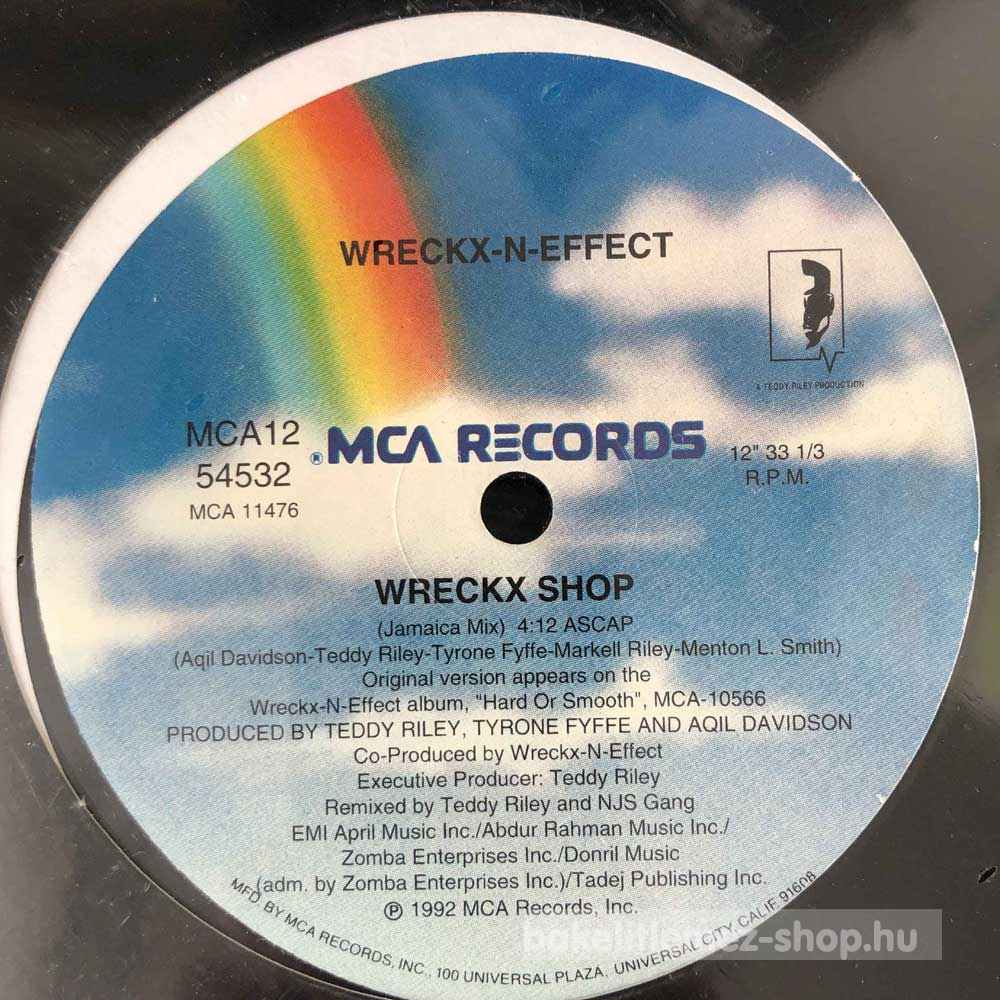 WRECKX-N-EFFECT
A TEDDY RILEY PRODUCTION
MCA12
54532
MCA 11476
®MCA RECORDS
12" 33 1/3
R.P.M.
WRECKX SHOP
(Jamaica Mix) 4:12 ASCAP
(Aqil Davidson-Teddy Riley-Tyrone Fyffe-Markell Riley-Menton L. Smith)
Original version appears on the
Wreckx-N-Effect album, "Hard Or Smooth", MCA-10566
PRODUCED BY TEDDY RILEY, TYRONE FYFFE AND AQIL DAVIDSON
Co-Produced by Wreckx-N-Effect
Executive Producer: Teddy Riley
Remixed by Teddy Riley and NJS Gang
EMI April Music Inc./Abdur Rahman Music Inc./
Zomba Enterprises Inc./Donril Music
(adm. by Zomba Enterprises Inc.)/Tadej Publishing Inc.
℗ 1992 MCA Records, Inc.
MFD. BY MCA RECORDS, INC., 100 UNIVERSAL PLAZA, UNIVERSAL CITY, CALIF. 91608
bakelitlemez-shop.hu